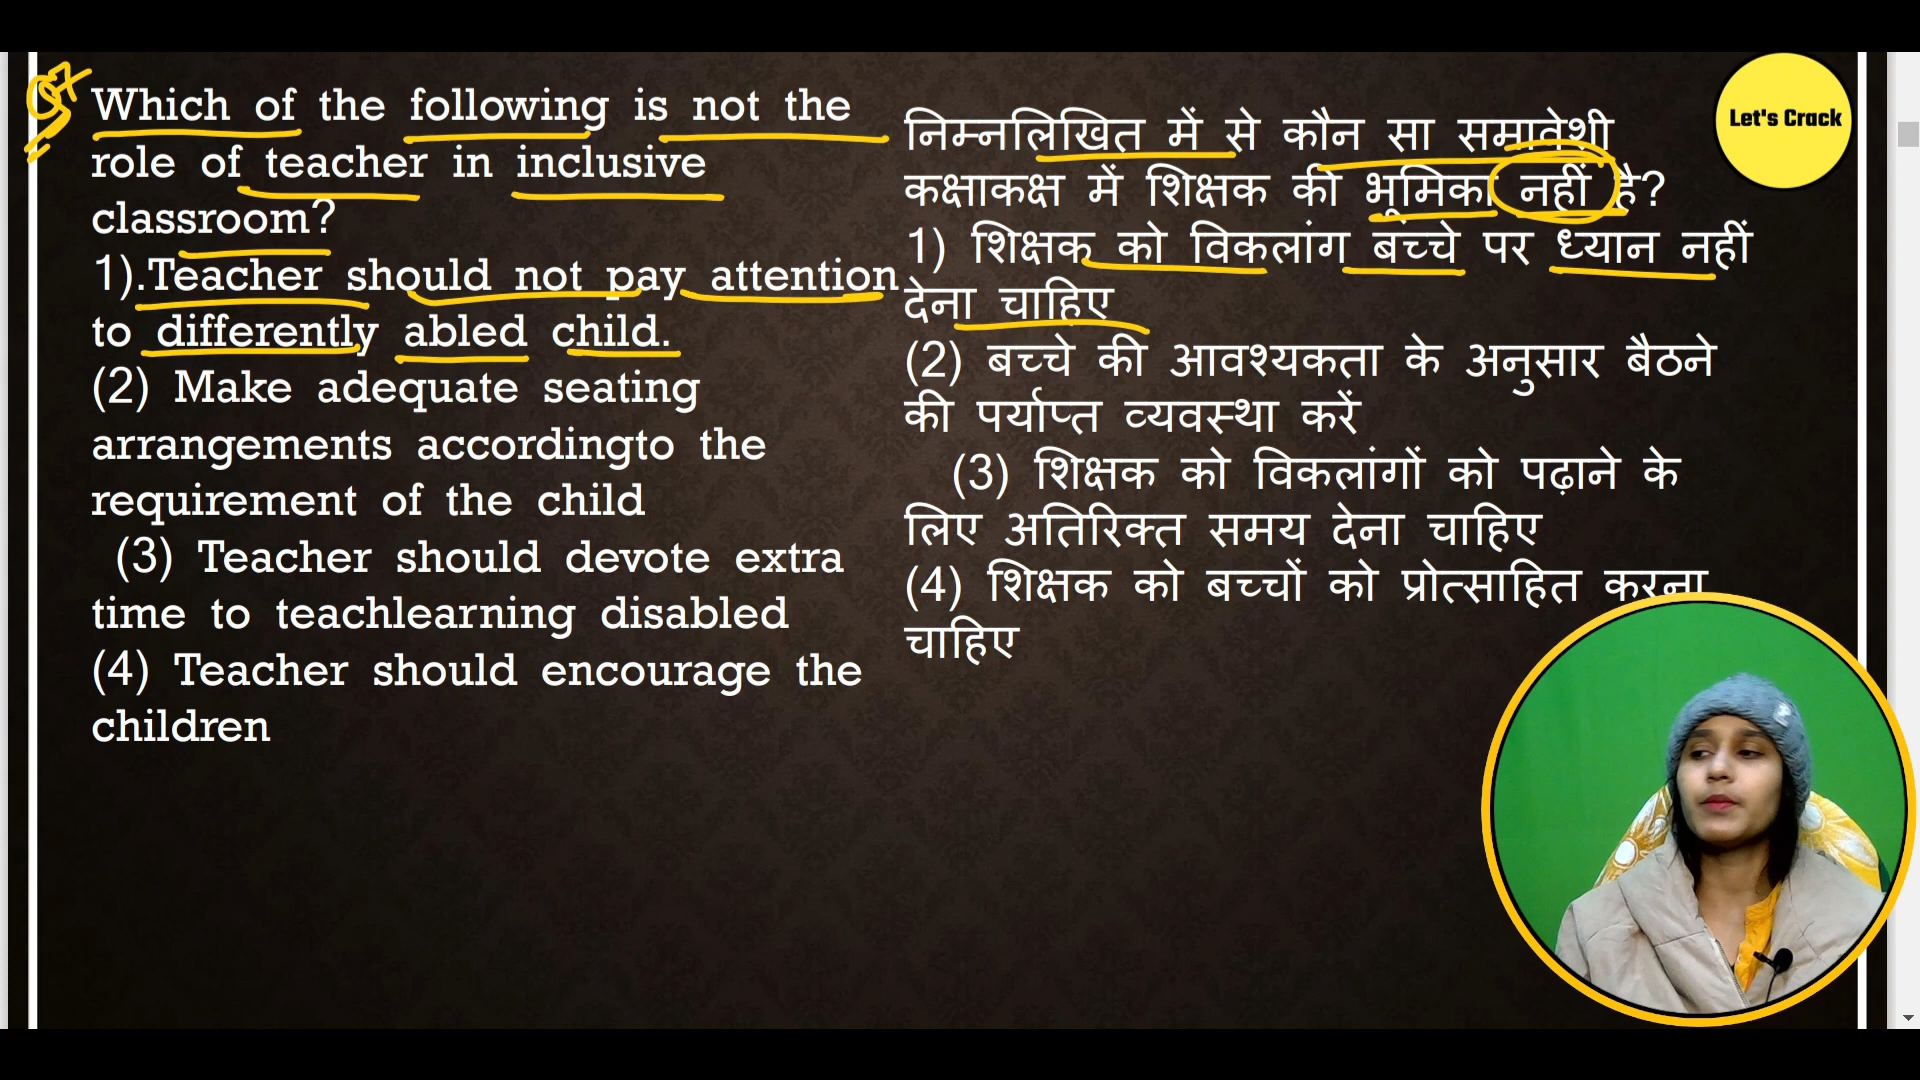 Which of the following is not the
role of teacher in inclusive
classroom?
1).Teacher should not pay attention
to differently abled child.
(2) Make adequate seating
arrangements accordingto the
requirement of the child
(3) Teacher should devote extra
time to teachlearning disabled
(4) Teacher should encourage the
children
निम्नलिखित में से कौन सा समावेशी
कक्षाकक्ष में शिक्षक की भूमिका नहीं है?
1) शिक्षक को विकलांग बच्चे पर ध्यान नहीं
देना चाहिए
(2) बच्चे की आवश्यकता के अनुसार बैठने
की पर्याप्त व्यवस्था करें
(3) शिक्षक को विकलांगों को पढ़ाने के
लिए अतिरिक्त समय देना चाहिए
(4) शिक्षक को बच्चों को प्रोत्साहित करना
चाहिए
Let's Crack